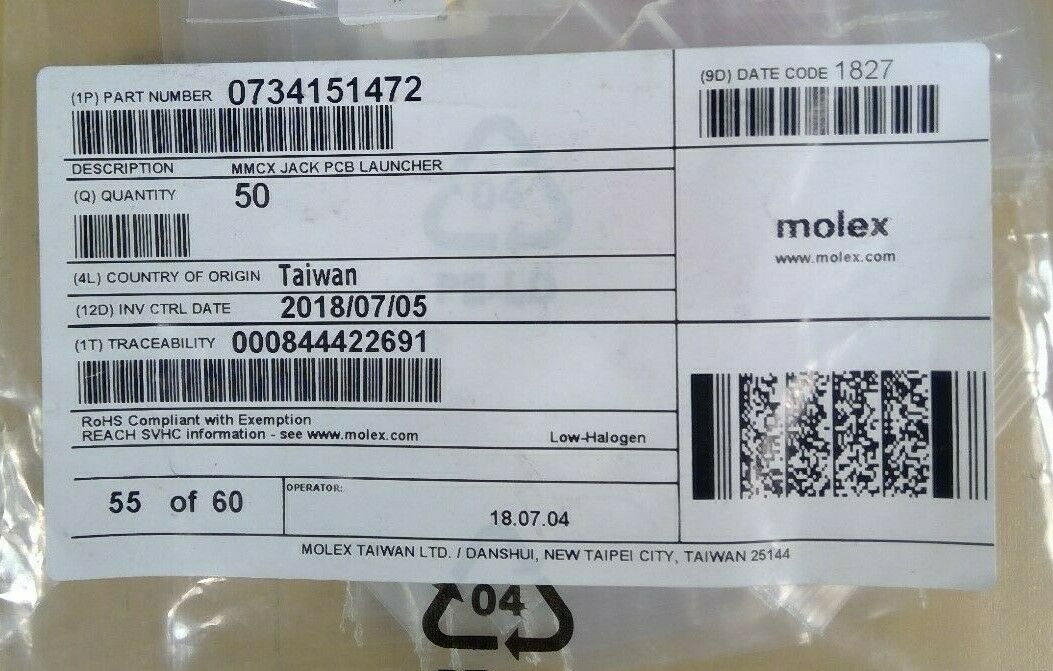 (1P) PART NUMBER 0734151472
(9D) DATE CODE 1827
DESCRIPTION MMCX JACK PCB LAUNCHER
(Q) QUANTITY 50
molex
www.molex.com
(4L) COUNTRY OF ORIGIN Taiwan
(12D) INV CTRL DATE 2018/07/05
(1T) TRACEABILITY 000844422691
RoHS Compliant with Exemption
REACH SVHC information - see www.molex.com
Low-Halogen
55 of 60
OPERATOR:
18.07.04
MOLEX TAIWAN LTD. / DANSHUI, NEW TAIPEI CITY, TAIWAN 25144
04